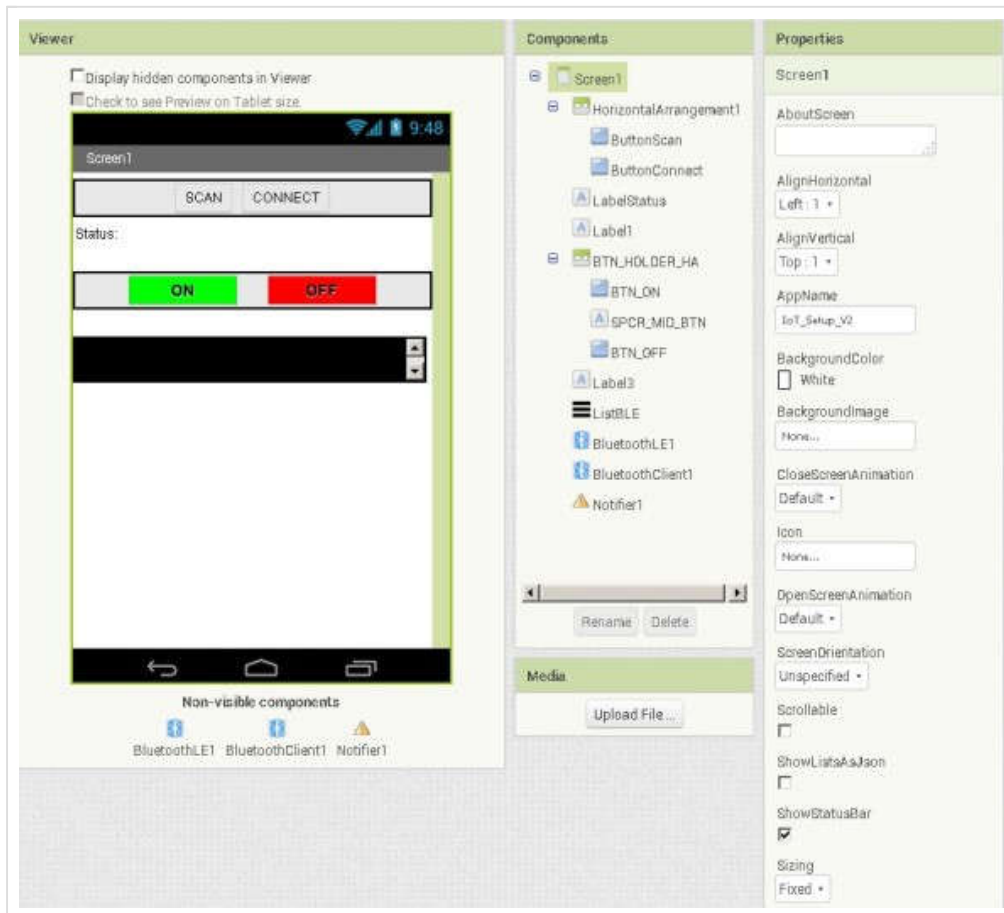 Viewer
Display hidden components in Viewer
Check to see Preview on Tablet size.
9:48
Screen1
SCAN
CONNECT
Status:
ON
OFF
Non-visible components
BluetoothLE1
BluetoothClient1
Notifier1
Components
Screen1
HorizontalArrangement1
ButtonScan
ButtonConnect
LabelStatus
Label1
BTN_HOLDER_HA
BTN_ON
SPCR_MID_BTN
BTN_OFF
Label3
ListBLE
BluetoothLE1
BluetoothClient1
Notifier1
Rename
Delete
Media
Upload File ...
Properties
Screen1
AboutScreen
AlignHorizontal
Left : 1
AlignVertical
Top : 1
AppName
IoT_Setup_V2
BackgroundColor
White
BackgroundImage
None...
CloseScreenAnimation
Default
Icon
None...
OpenScreenAnimation
Default
ScreenOrientation
Unspecified
Scrollable
ShowListsAsJson
ShowStatusBar
Sizing
Fixed